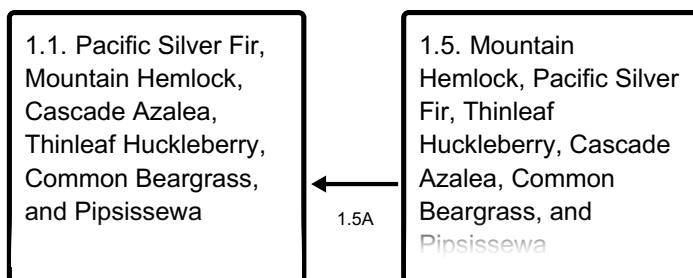 1.1. Pacific Silver Fir,
Mountain Hemlock,
Cascade Azalea,
Thinleaf Huckleberry,
Common Beargrass,
and Pipsissewa
1.5A
1.5. Mountain
Hemlock, Pacific Silver
Fir, Thinleaf
Huckleberry, Cascade
Azalea, Common
Beargrass, and
Pipsissewa